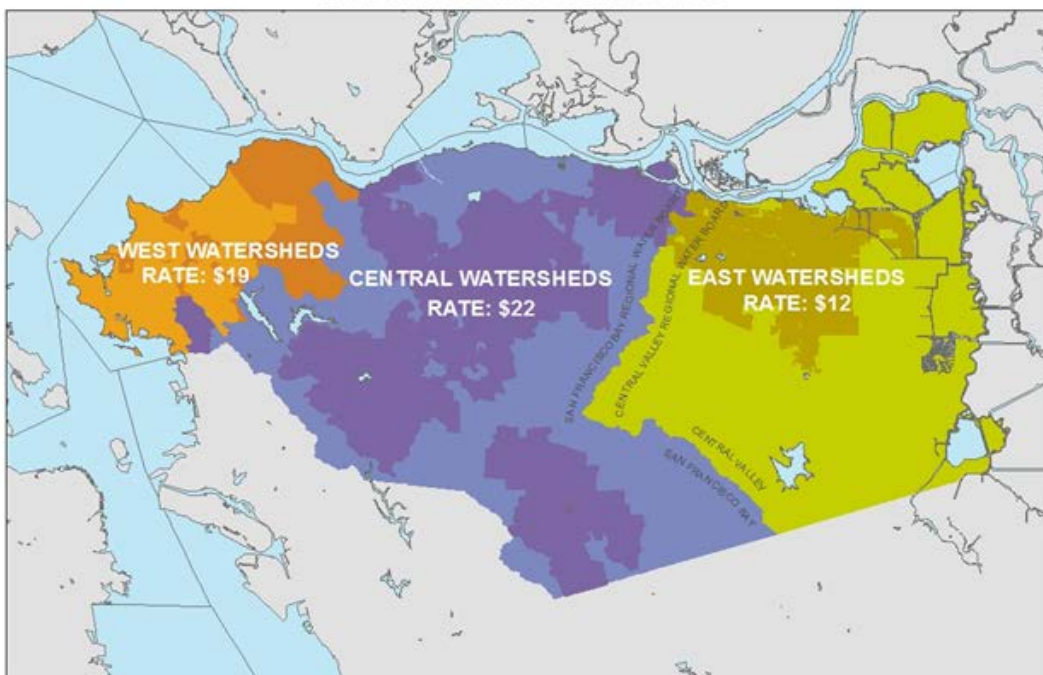 WEST WATERSHEDS
RATE: $19
CENTRAL WATERSHEDS
RATE: $22
EAST WATERSHEDS
RATE: $12
SAN FRANCISCO BAY REGIONAL WATER BOARD
CENTRAL VALLEY REGIONAL WATER BOARD
CENTRAL VALLEY
SAN FRANCISCO BAY